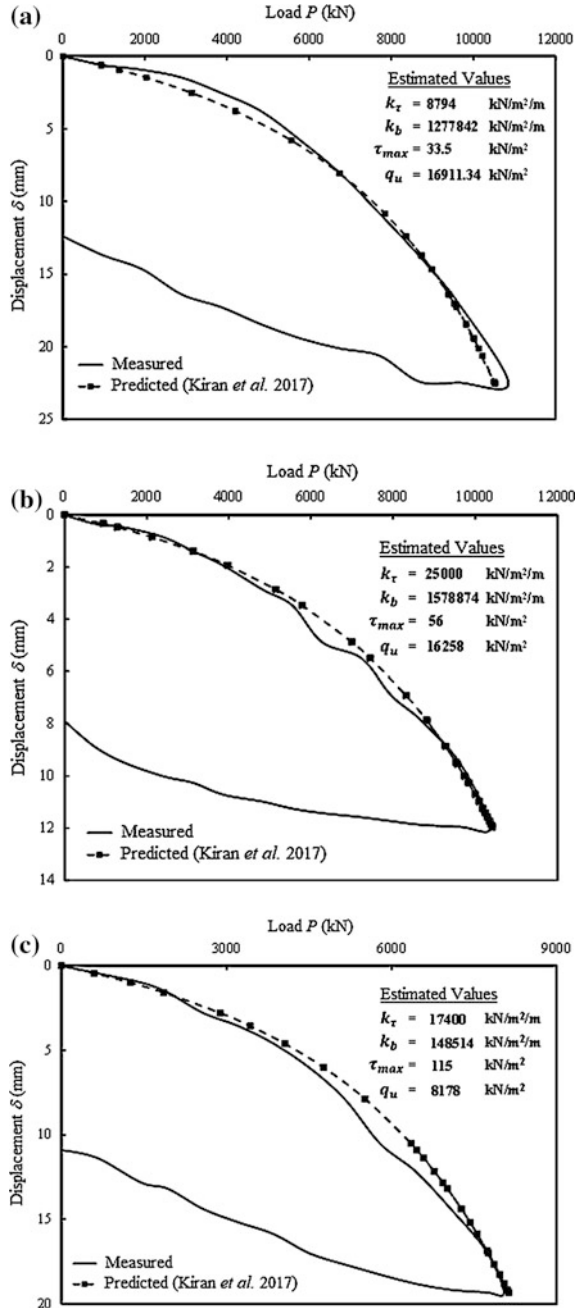 (a)
Load P (kN)
0 2000 4000 6000 8000 10000 12000
Displacement δ (mm)
0
5
10
15
20
25
Estimated Values
kτ = 8794 kN/m²/m
kb = 1277842 kN/m²/m
τmax = 33.5 kN/m²
qu = 16911.34 kN/m²
Measured
Predicted (Kiran et al. 2017)
(b)
Load P (kN)
0 2000 4000 6000 8000 10000 12000
Displacement δ (mm)
0
2
4
6
8
10
12
14
Estimated Values
kτ = 25000 kN/m²/m
kb = 1578874 kN/m²/m
τmax = 56 kN/m²
qu = 16258 kN/m²
Measured
Predicted (Kiran et al. 2017)
(c)
Load P (kN)
0 3000 6000 9000
Displacement δ (mm)
0
5
10
15
20
Estimated Values
kτ = 17400 kN/m²/m
kb = 148514 kN/m²/m
τmax = 115 kN/m²
qu = 8178 kN/m²
Measured
Predicted (Kiran et al. 2017)